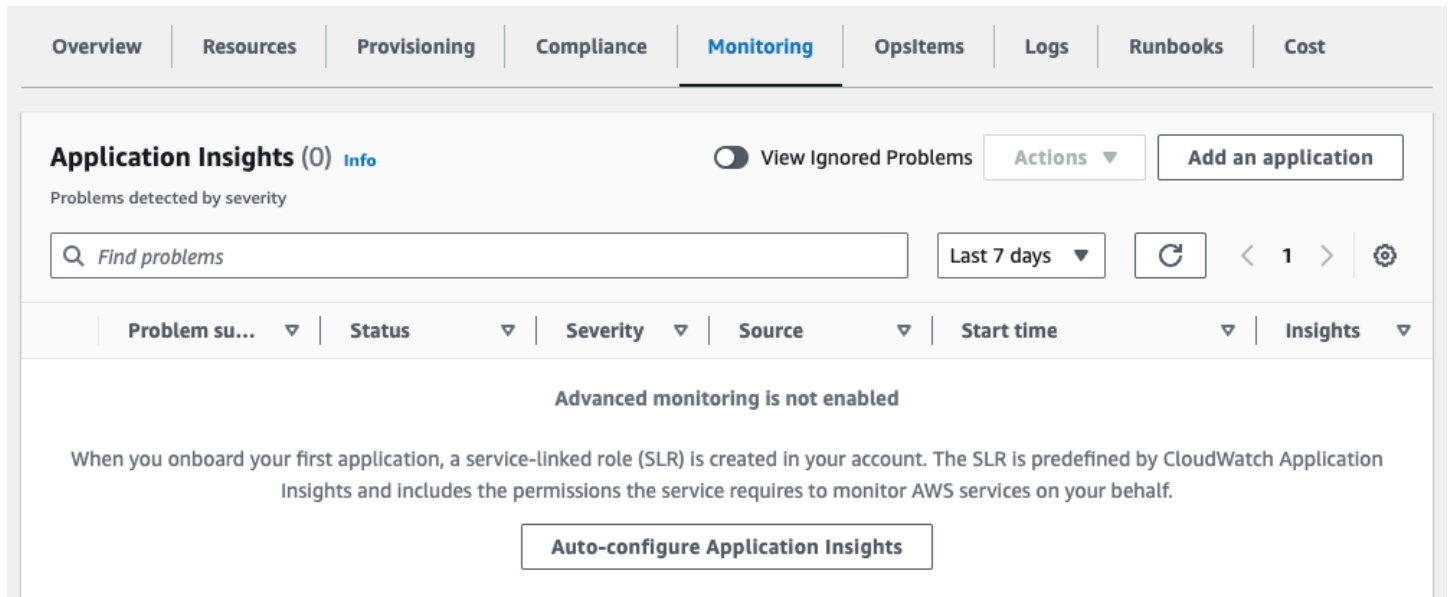 Overview Resources Provisioning Compliance Monitoring OpsItems Logs Runbooks Cost
Application Insights (0) Info View Ignored Problems Actions Add an application
Problems detected by severity
Find problems Last 7 days 1
Problem su... Status Severity Source Start time Insights
Advanced monitoring is not enabled
When you onboard your first application, a service-linked role (SLR) is created in your account. The SLR is predefined by CloudWatch Application
Insights and includes the permissions the service requires to monitor AWS services on your behalf.
Auto-configure Application Insights